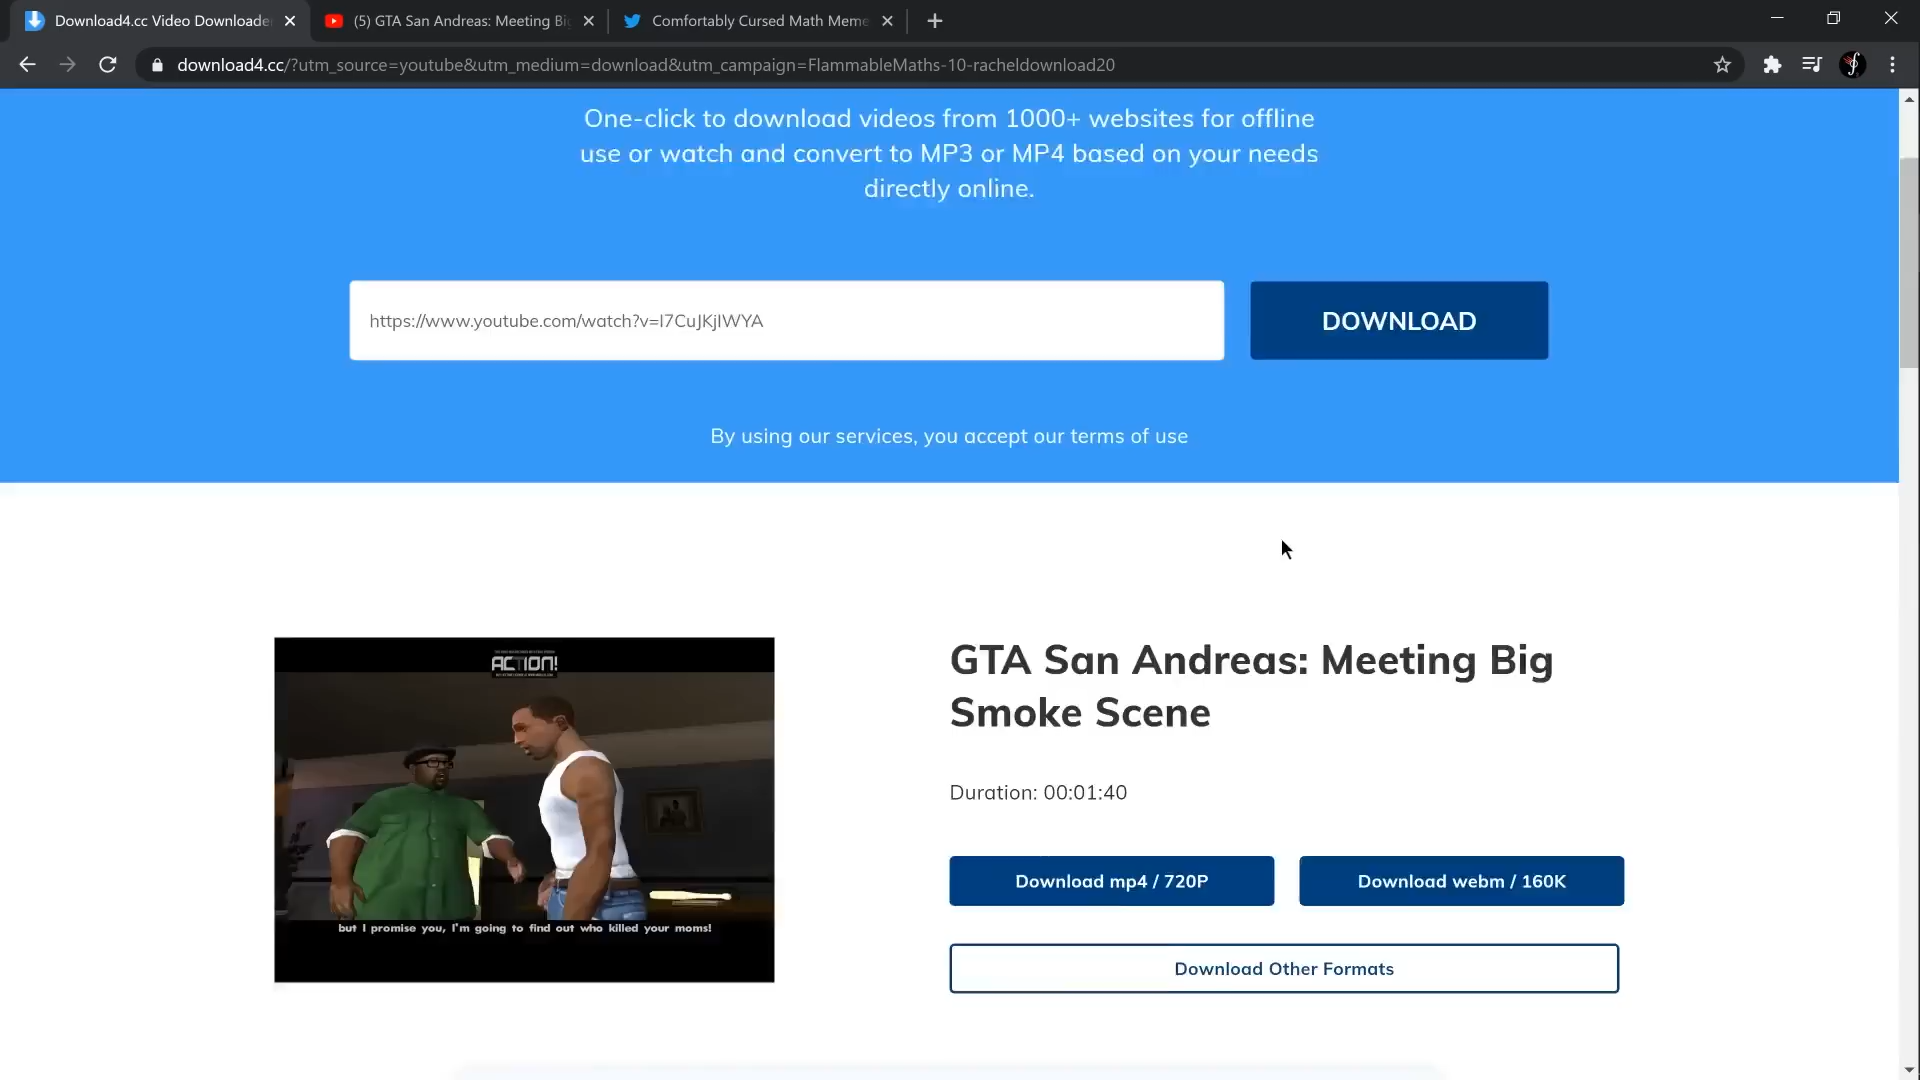 Download4.cc Video Downloader
(5) GTA San Andreas: Meeting Bi
Comfortably Cursed Math Meme
download4.cc/?utm_source=youtube&utm_medium=download&utm_campaign=FlammableMaths-10-racheldownload20
One-click to download videos from 1000+ websites for offline
use or watch and convert to MP3 or MP4 based on your needs
directly online.
https://www.youtube.com/watch?v=I7CuJKjIWYA
DOWNLOAD
By using our services, you accept our terms of use
ACTION!
GTA San Andreas: Meeting Big
Smoke Scene
Duration: 00:01:40
Download mp4 / 720P
Download webm / 160K
but I promise you, I'm going to find out who killed your moms!
Download Other Formats